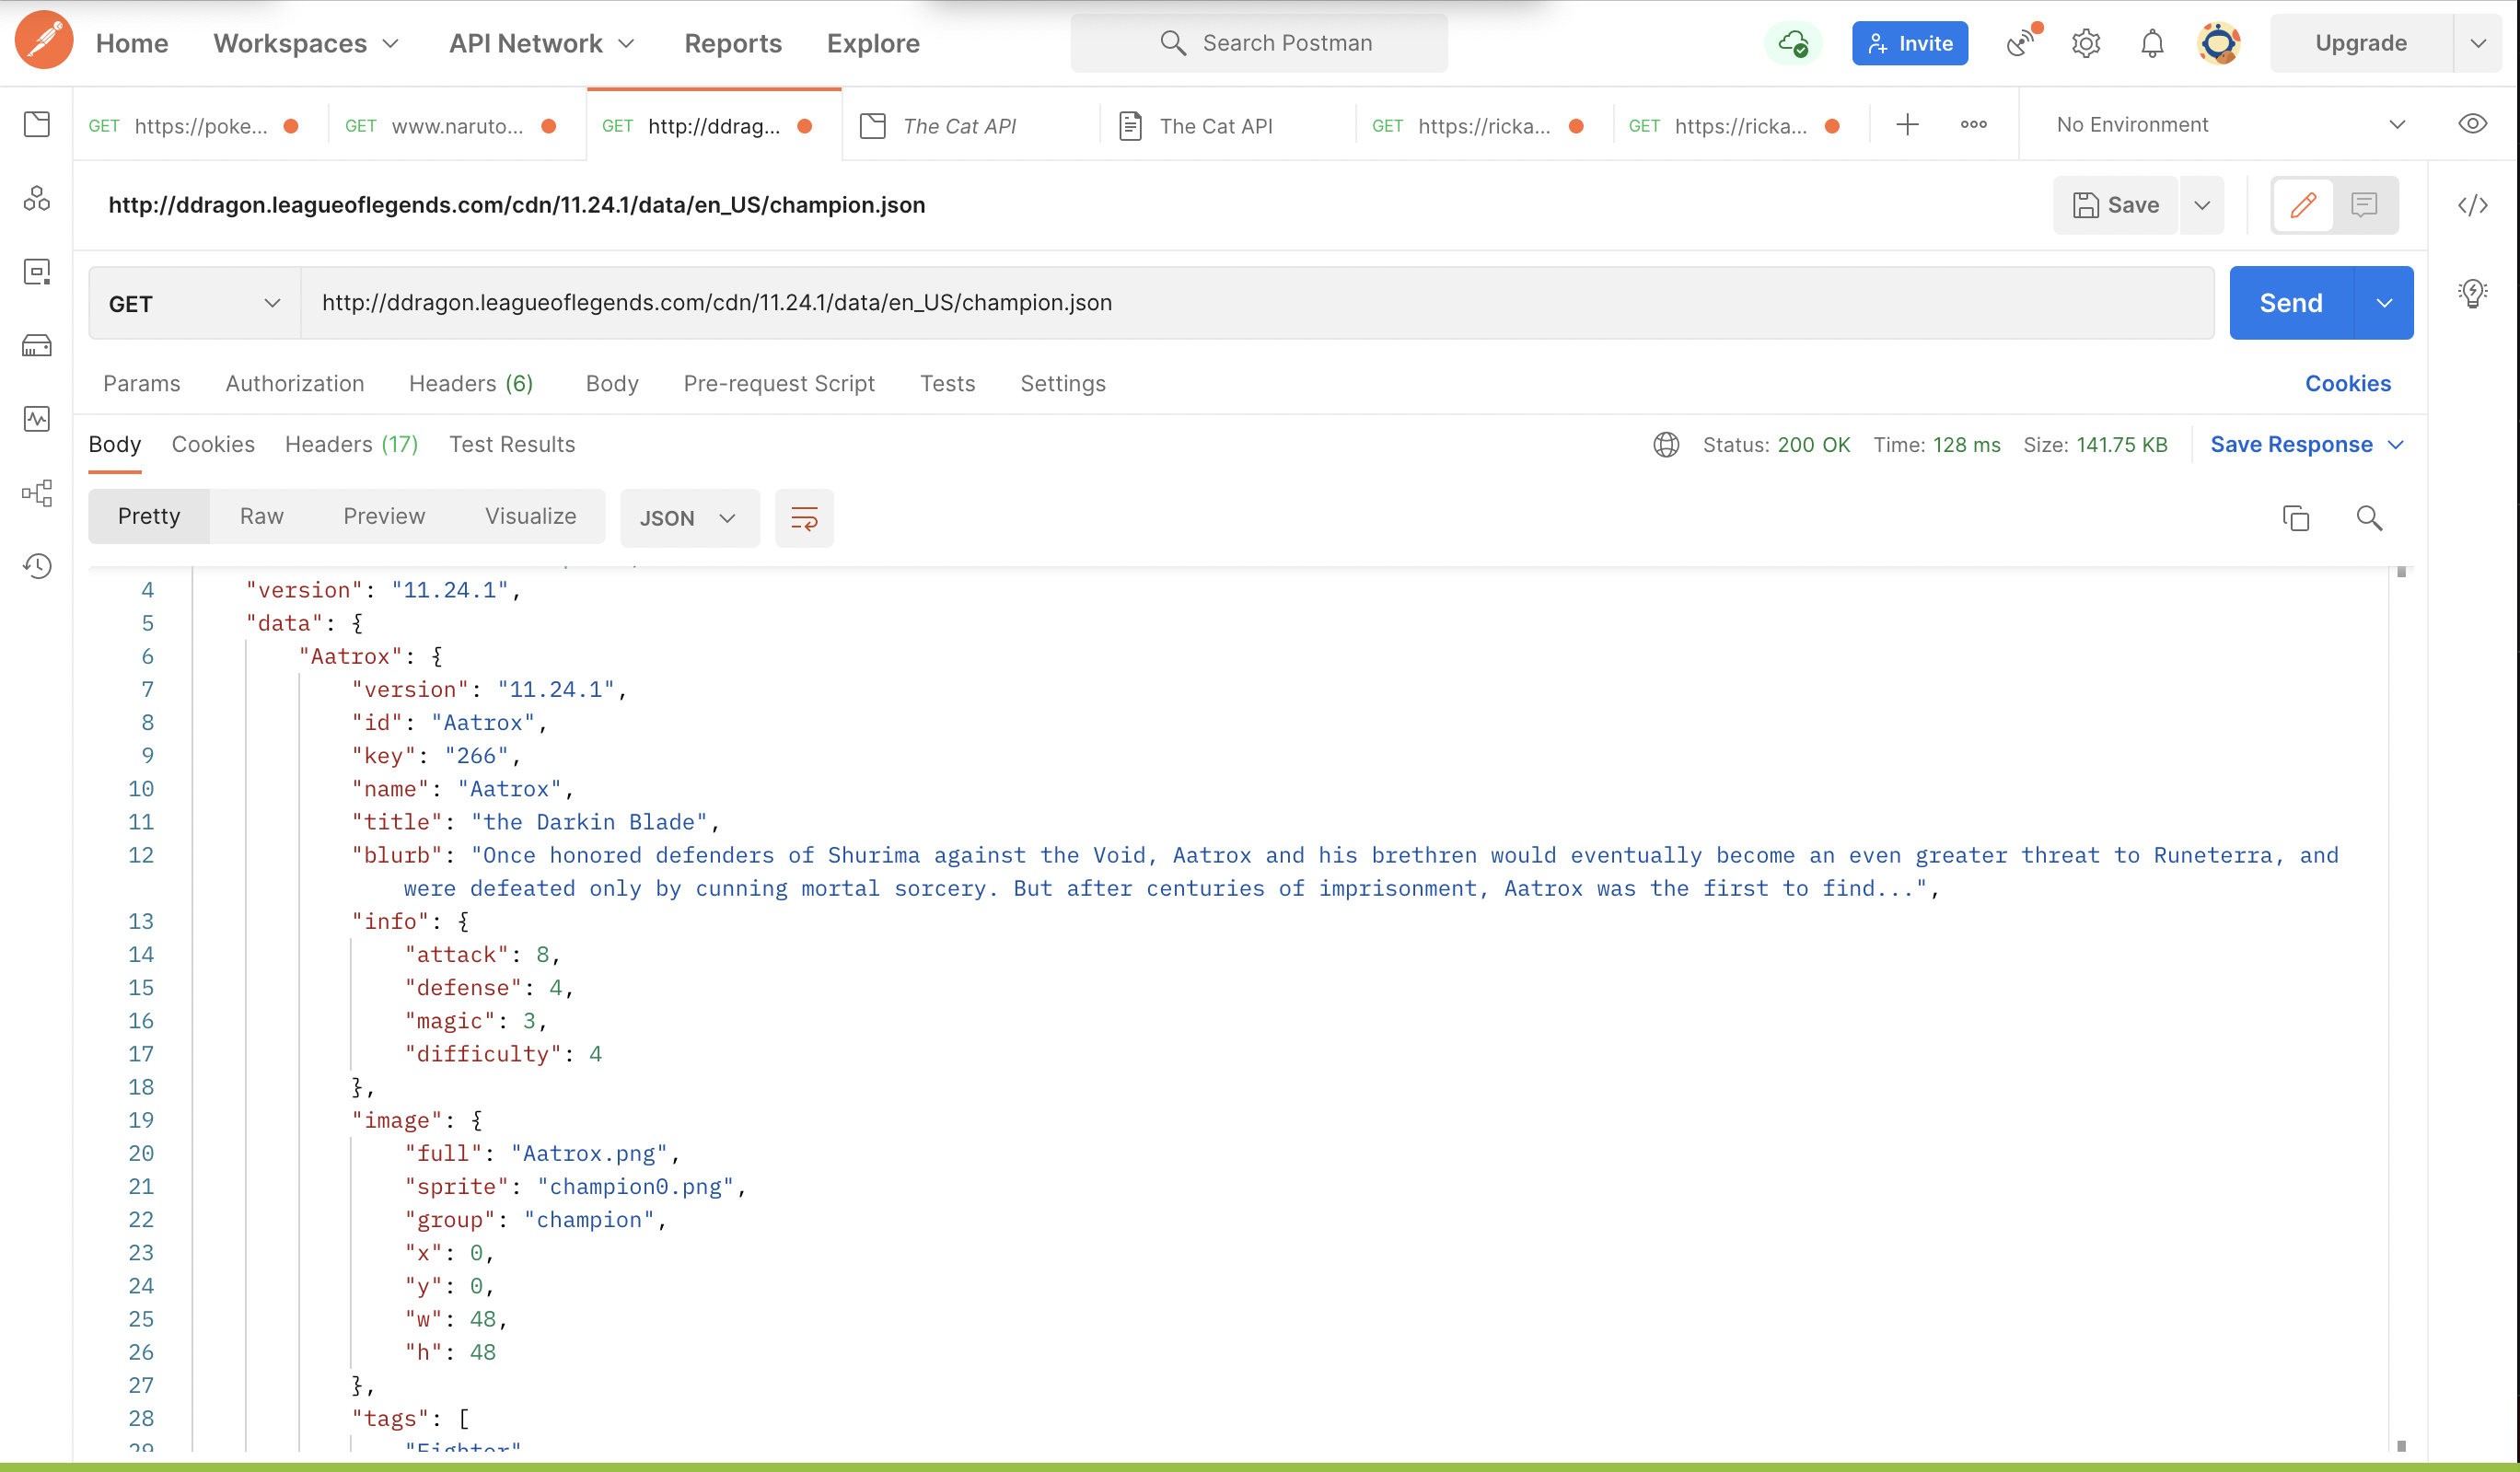 Home Workspaces API Network Reports Explore Search Postman Invite Upgrade
GET https://poke... GET www.naruto... GET http://ddrag... The Cat API The Cat API GET https://ricka... GET https://ricka... No Environment
http://ddragon.leagueoflegends.com/cdn/11.24.1/data/en_US/champion.json Save
GET http://ddragon.leagueoflegends.com/cdn/11.24.1/data/en_US/champion.json Send
Params Authorization Headers (6) Body Pre-request Script Tests Settings Cookies
Body Cookies Headers (17) Test Results Status: 200 OK Time: 128 ms Size: 141.75 KB Save Response
Pretty Raw Preview Visualize JSON
4 "version": "11.24.1",
5 "data": {
6 "Aatrox": {
7 "version": "11.24.1",
8 "id": "Aatrox",
9 "key": "266",
10 "name": "Aatrox",
11 "title": "the Darkin Blade",
12 "blurb": "Once honored defenders of Shurima against the Void, Aatrox and his brethren would eventually become an even greater threat to Runeterra, and
were defeated only by cunning mortal sorcery. But after centuries of imprisonment, Aatrox was the first to find...",
13 "info": {
14 "attack": 8,
15 "defense": 4,
16 "magic": 3,
17 "difficulty": 4
18 },
19 "image": {
20 "full": "Aatrox.png",
21 "sprite": "champion0.png",
22 "group": "champion",
23 "x": 0,
24 "y": 0,
25 "w": 48,
26 "h": 48
27 },
28 "tags": [
29 "Fighter"